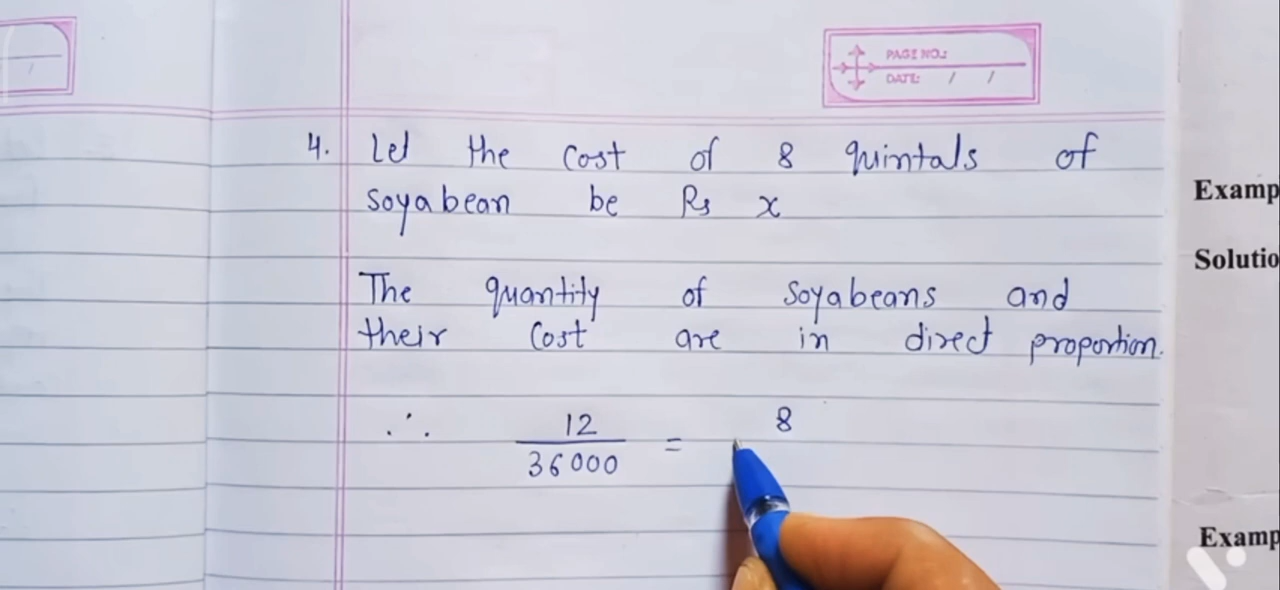 PAGE NO.:
DATE: / /
4. Let the cost of 8 quintals of
soyabean be Rs x
The quantity of soyabeans and
their cost are in direct proportion.
∴ 12/36000 = 8
Examp
Solutio
Examp